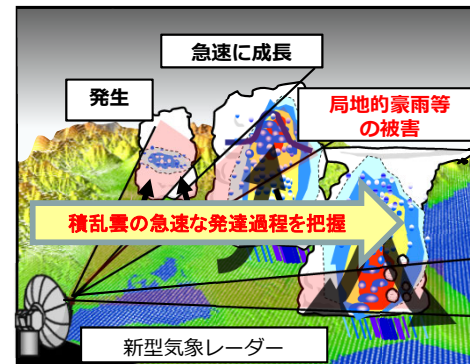 急速に成長
発生
局地的豪雨等
の被害
積乱雲の急速な発達過程を把握
新型気象レーダー